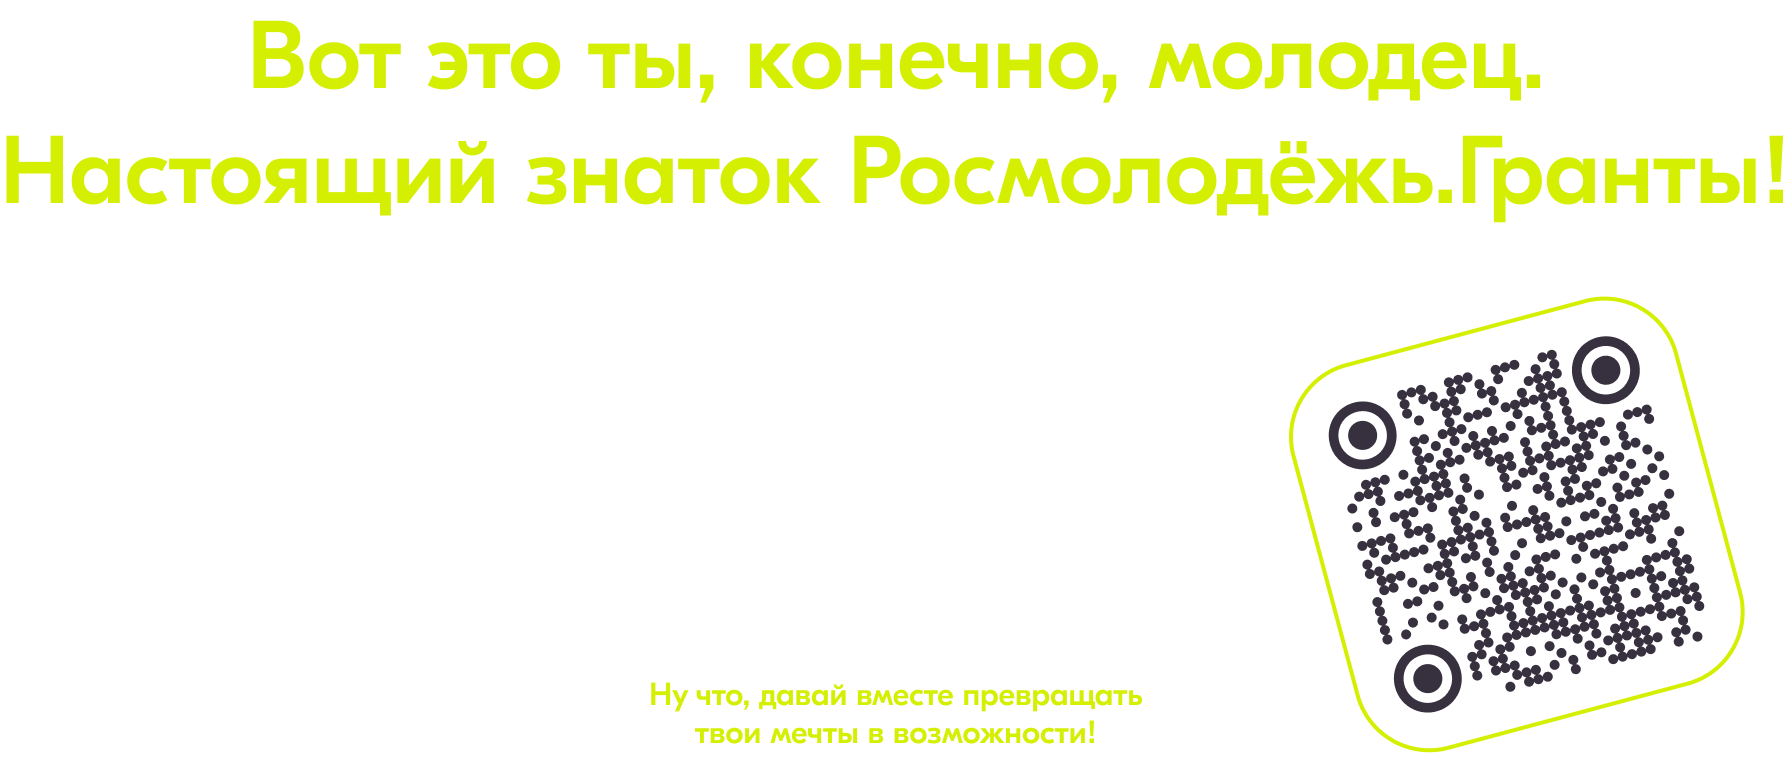 Вот это ты, конечно, молодец.
Настоящий знаток Росмолодёжь.Гранты!
Ну что, давай вместе превращать
твои мечты в возможности!